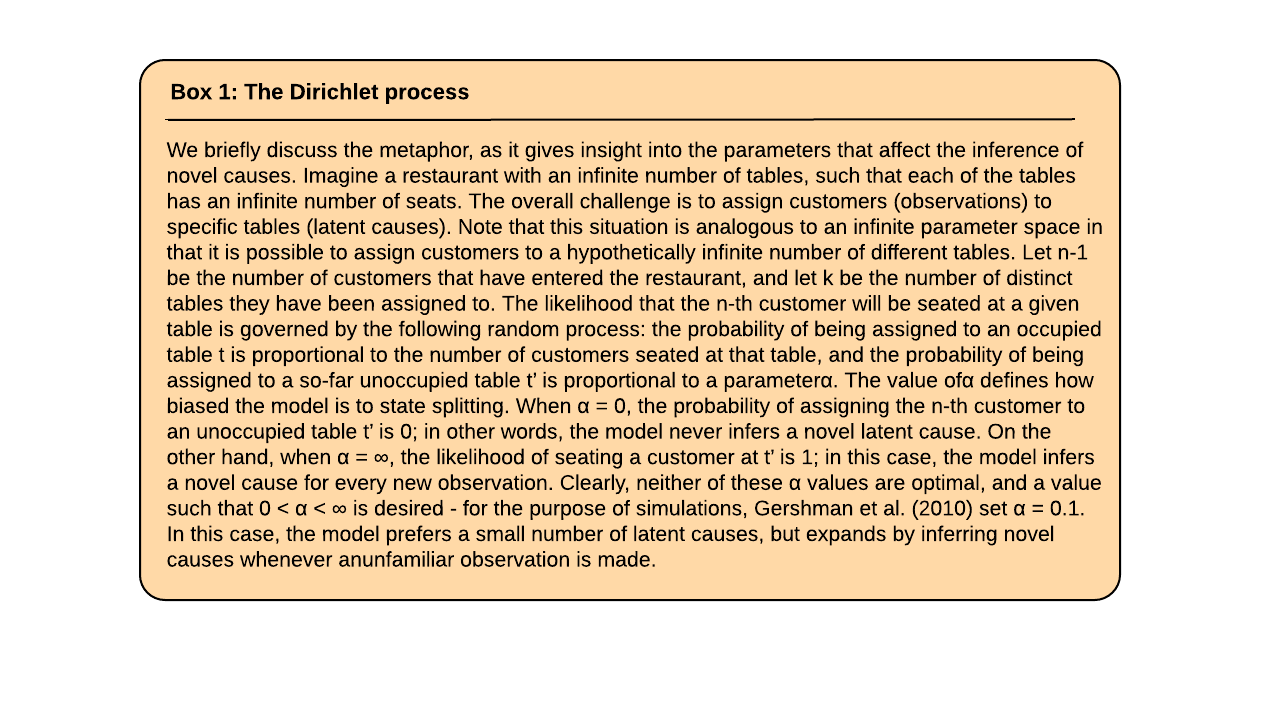 Box 1: The Dirichlet process
We briefly discuss the metaphor, as it gives insight into the parameters that affect the inference of
novel causes. Imagine a restaurant with an infinite number of tables, such that each of the tables
has an infinite number of seats. The overall challenge is to assign customers (observations) to
specific tables (latent causes). Note that this situation is analogous to an infinite parameter space in
that it is possible to assign customers to a hypothetically infinite number of different tables. Let n-1
be the number of customers that have entered the restaurant, and let k be the number of distinct
tables they have been assigned to. The likelihood that the n-th customer will be seated at a given
table is governed by the following random process: the probability of being assigned to an occupied
table t is proportional to the number of customers seated at that table, and the probability of being
assigned to a so-far unoccupied table t’ is proportional to a parameterα. The value ofα defines how
biased the model is to state splitting. When α = 0, the probability of assigning the n-th customer to
an unoccupied table t’ is 0; in other words, the model never infers a novel latent cause. On the
other hand, when α = ∞, the likelihood of seating a customer at t’ is 1; in this case, the model infers
a novel cause for every new observation. Clearly, neither of these α values are optimal, and a value
such that 0 < α < ∞ is desired - for the purpose of simulations, Gershman et al. (2010) set α = 0.1.
In this case, the model prefers a small number of latent causes, but expands by inferring novel
causes whenever anunfamiliar observation is made.